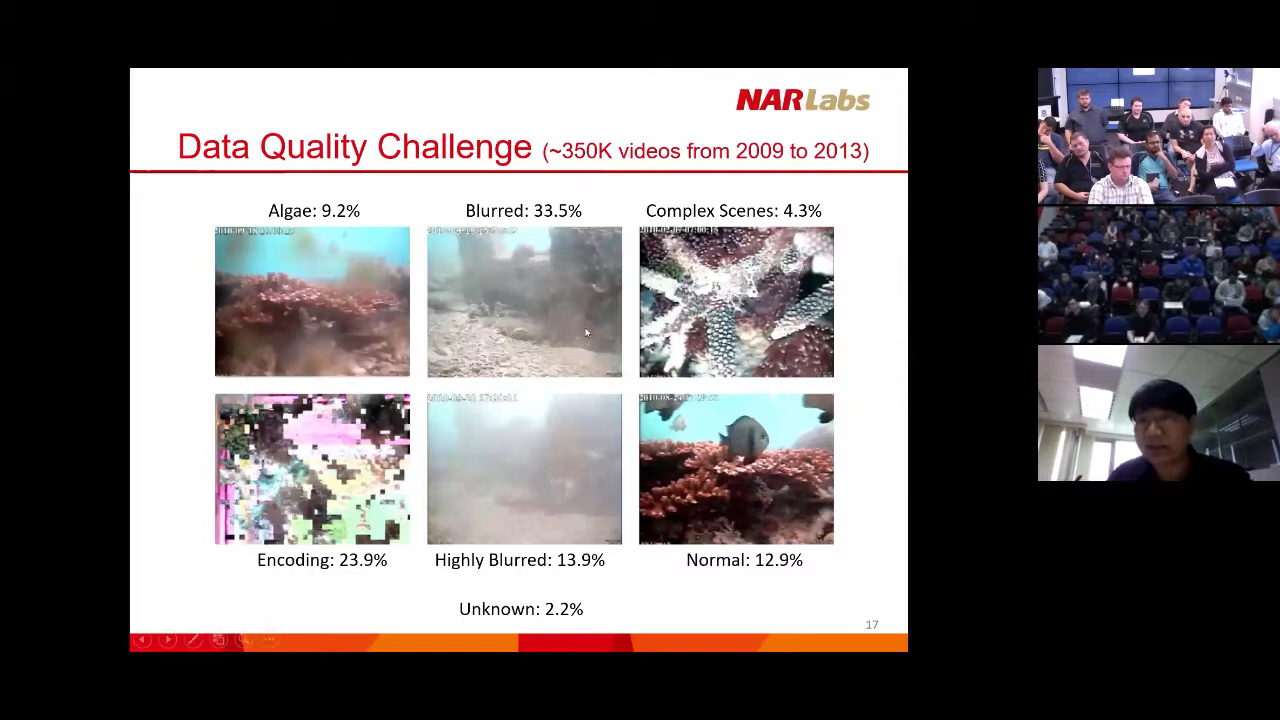 NARLabs
Data Quality Challenge (~350K videos from 2009 to 2013)
Algae: 9.2%
Blurred: 33.5%
Complex Scenes: 4.3%
Encoding: 23.9%
Highly Blurred: 13.9%
Normal: 12.9%
Unknown: 2.2%
17